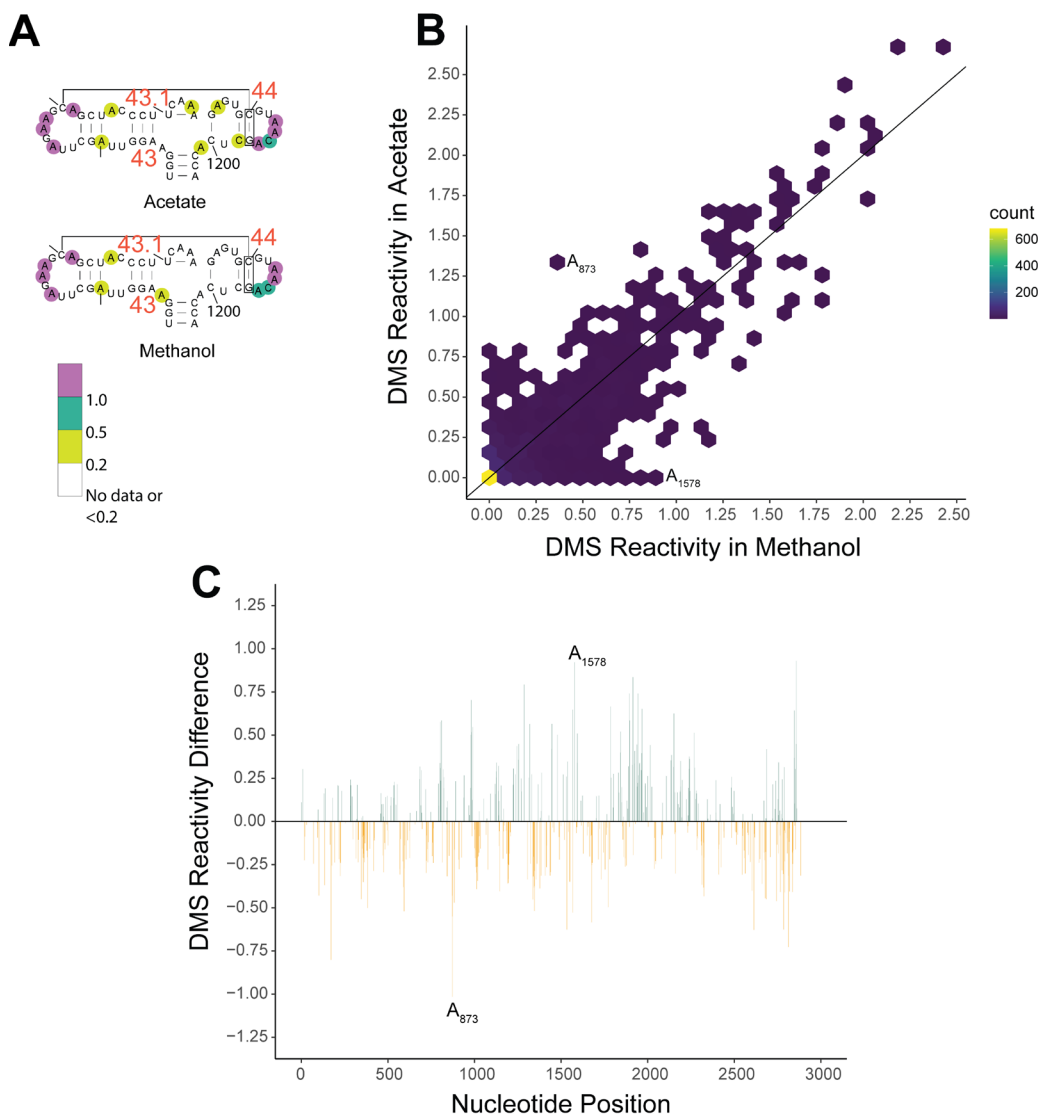 A
43.1
44
43
1200
Acetate
43.1
44
43
1200
Methanol
1.0
0.5
0.2
No data or
<0.2
B
DMS Reactivity in Acetate
2.50
2.25
2.00
1.75
1.50
1.25
1.00
0.75
0.50
0.25
0.00
A873
A1578
0.00 0.25 0.50 0.75 1.00 1.25 1.50 1.75 2.00 2.25 2.50
DMS Reactivity in Methanol
count
600
400
200
C
DMS Reactivity Difference
1.25
1.00
0.75
0.50
0.25
0.00
−0.25
−0.50
−0.75
−1.00
−1.25
A1578
A873
0 500 1000 1500 2000 2500 3000
Nucleotide Position